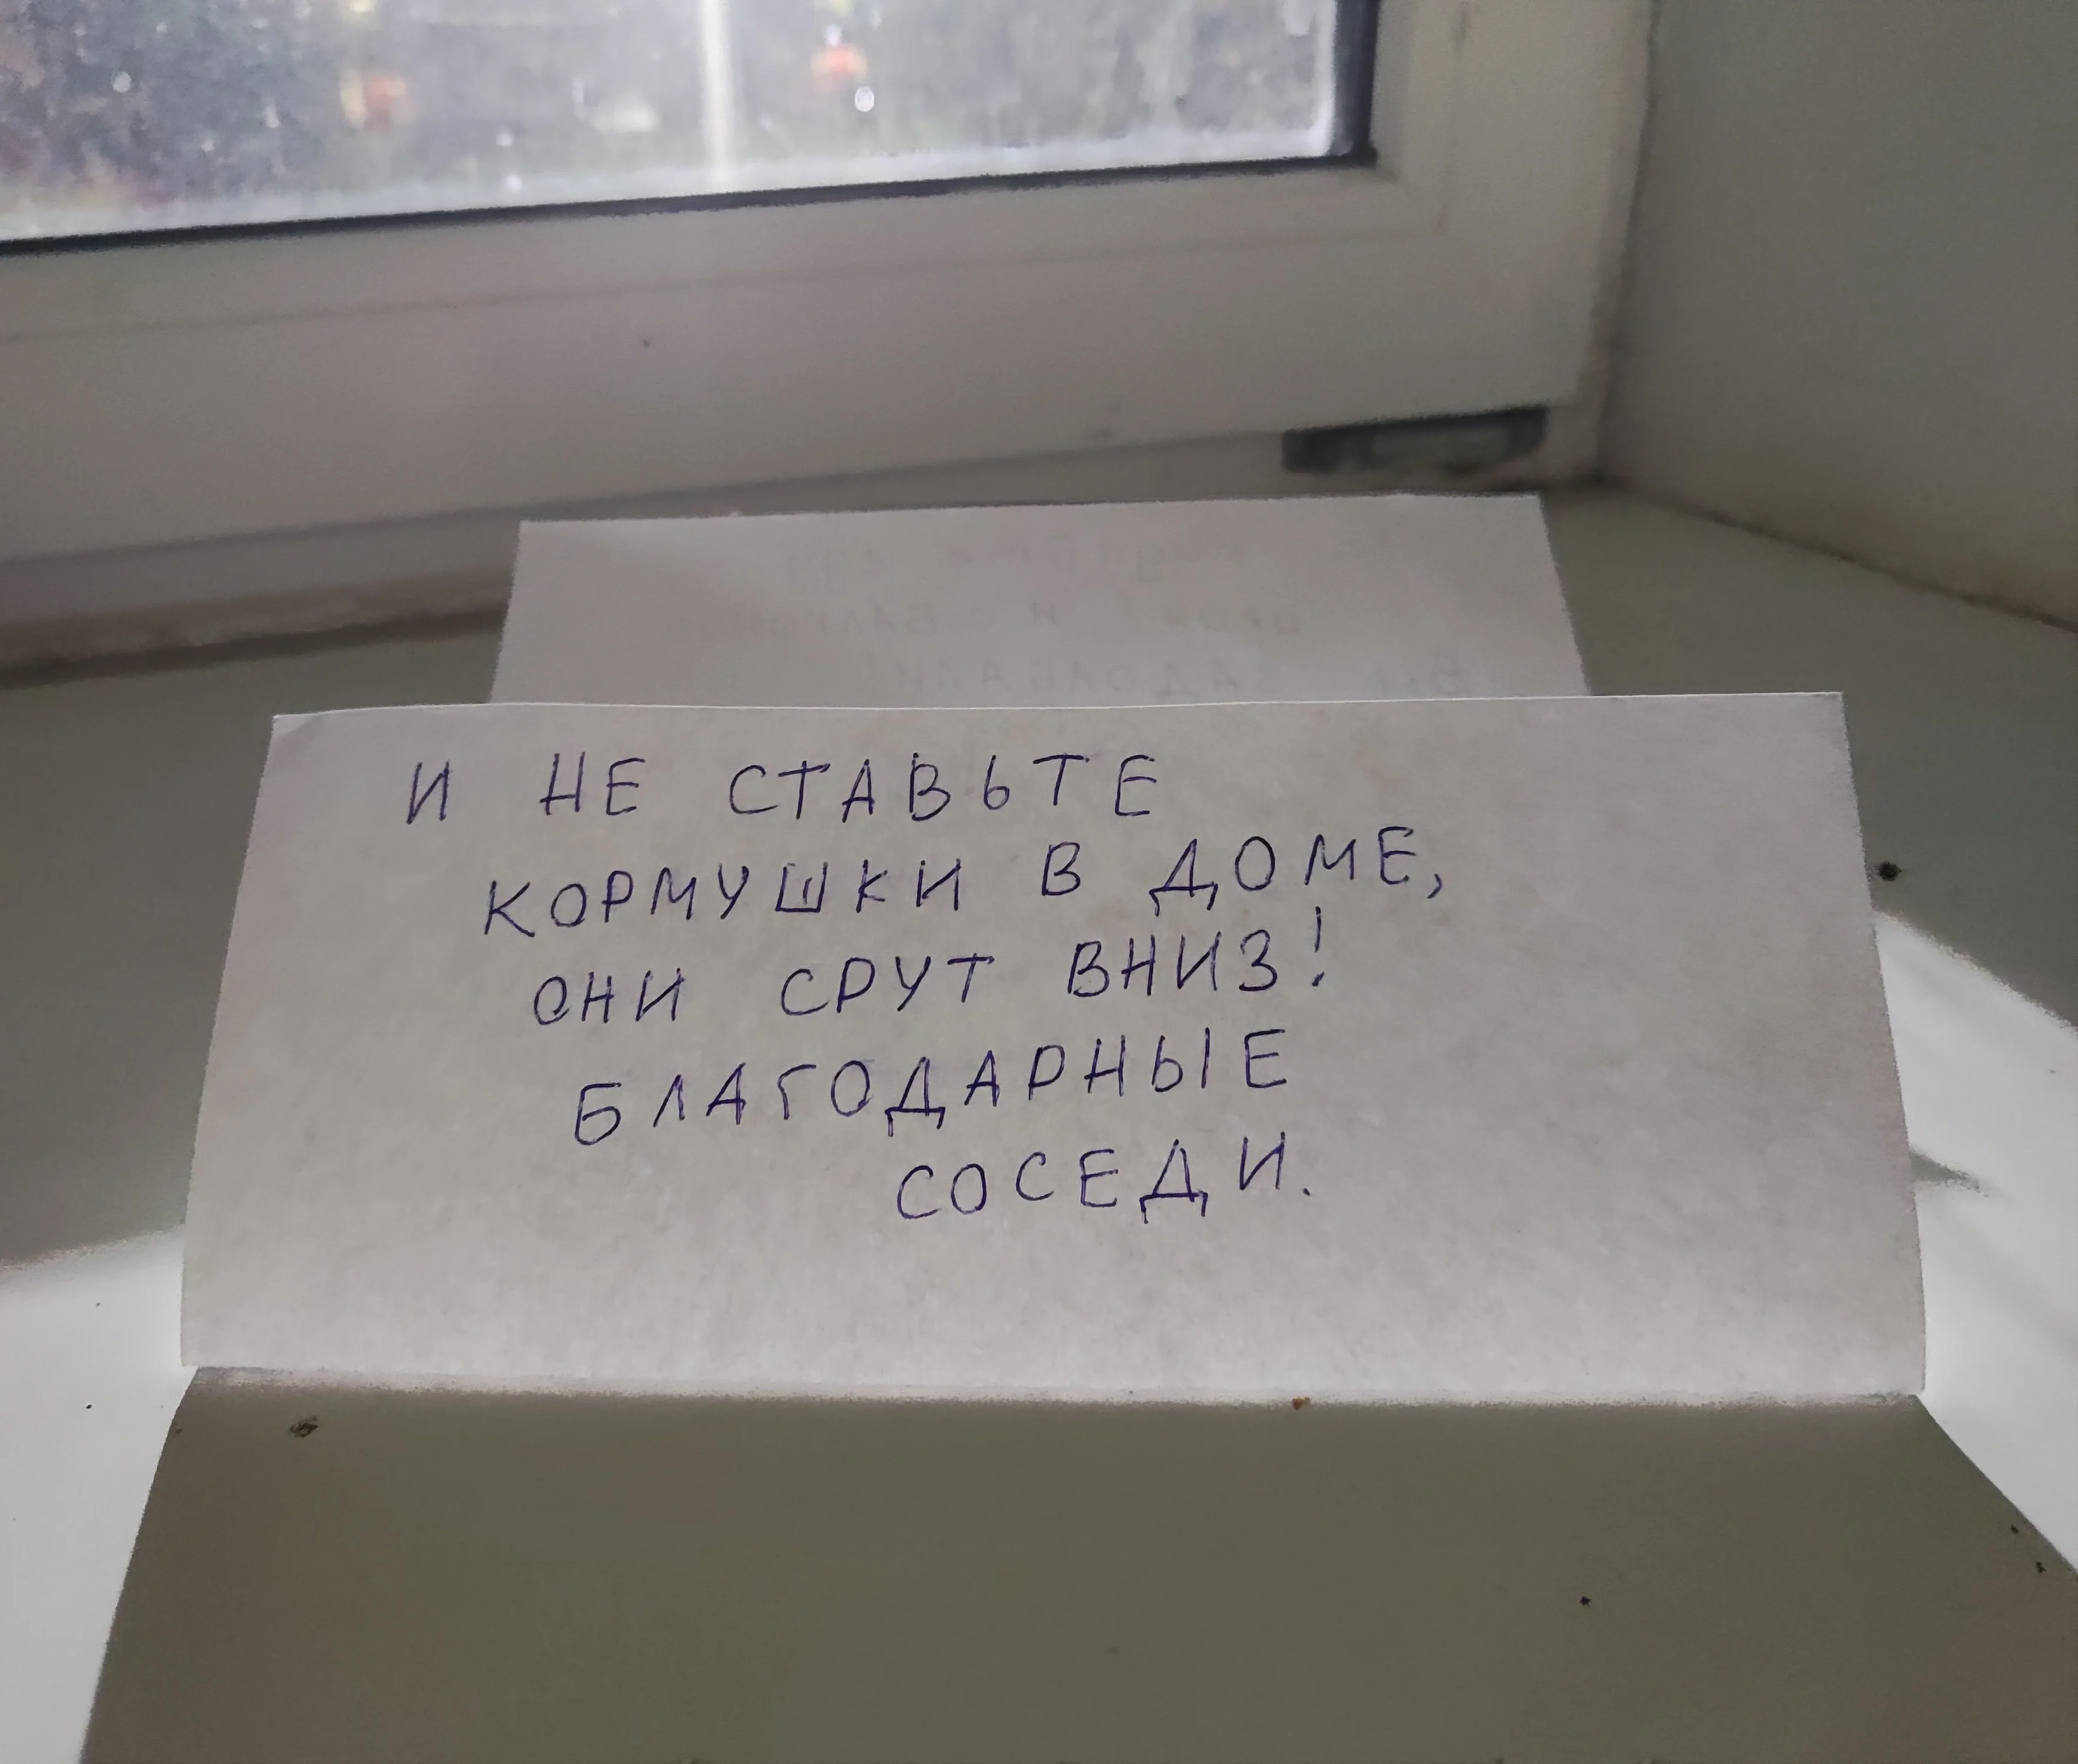 И НЕ СТАВЬТЕ
КОРМУШКИ В ДОМЕ,
ОНИ СРУТ ВНИЗ!
БЛАГОДАРНЫЕ
СОСЕДИ.